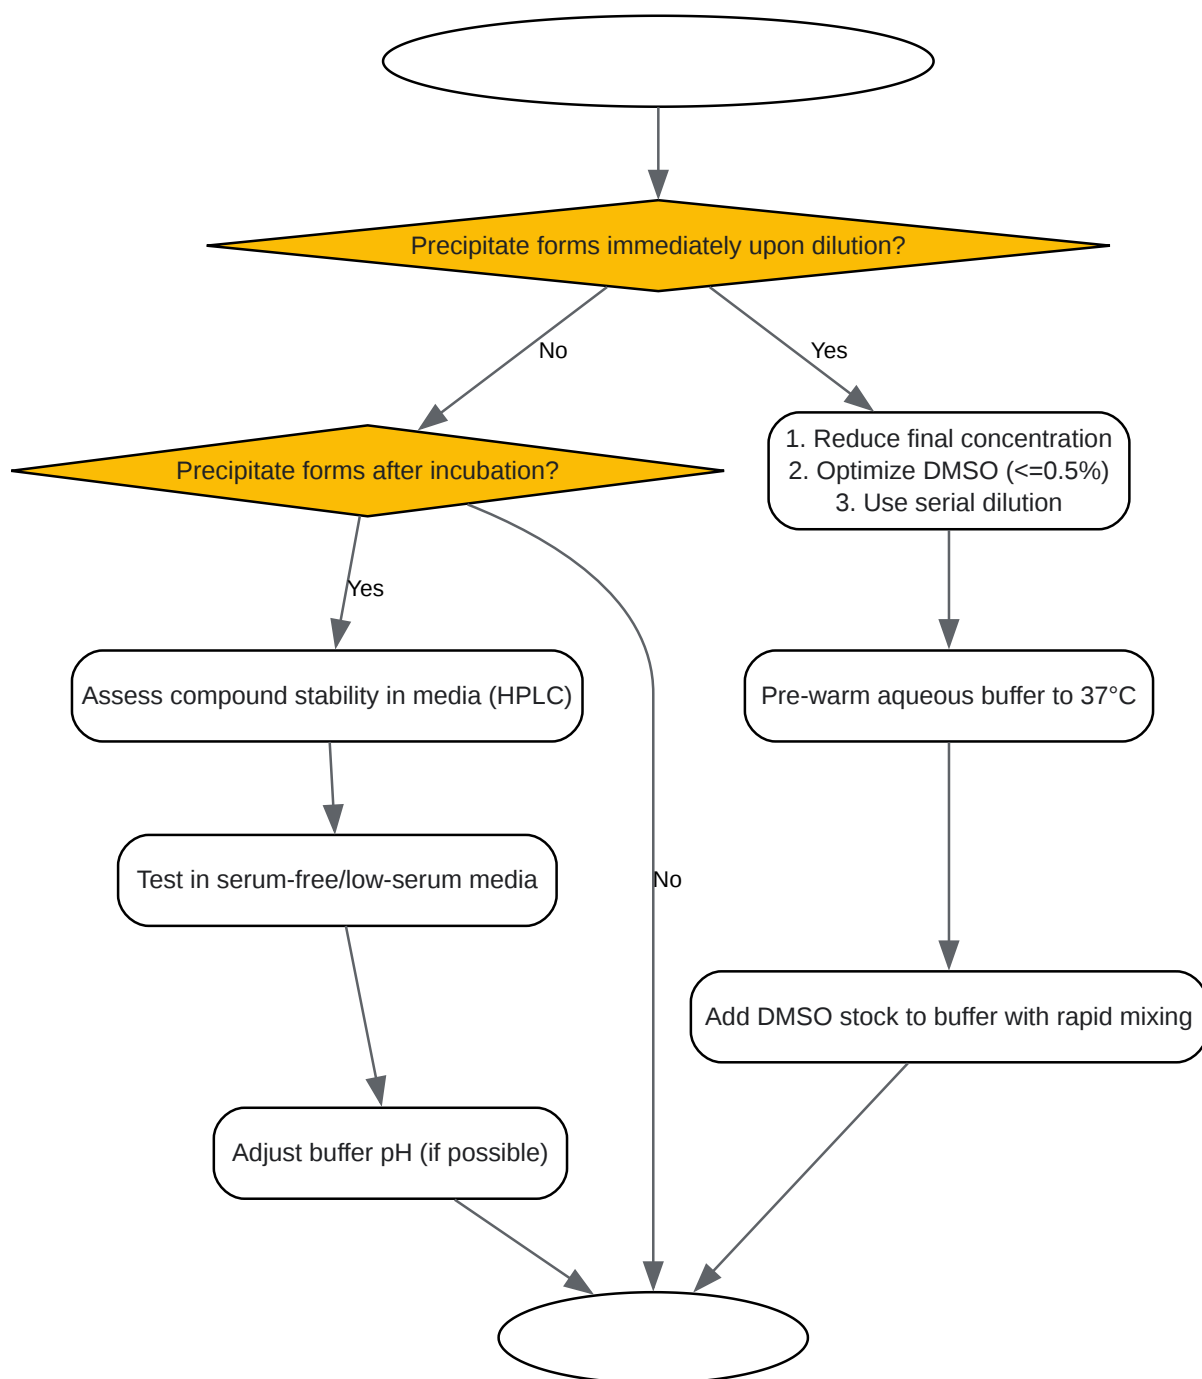 Precipitate forms immediately upon dilution?
No
Yes
Precipitate forms after incubation?
1. Reduce final concentration
2. Optimize DMSO (<=0.5%)
3. Use serial dilution
Yes
Assess compound stability in media (HPLC)
Pre-warm aqueous buffer to 37°C
Test in serum-free/low-serum media
No
Add DMSO stock to buffer with rapid mixing
Adjust buffer pH (if possible)